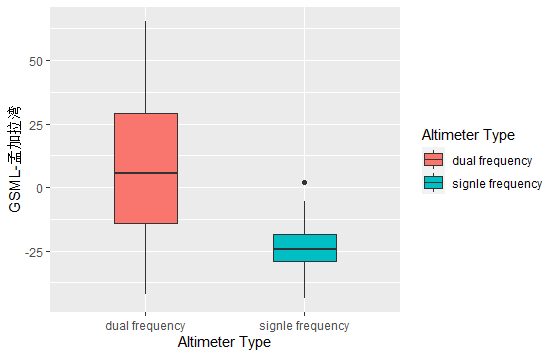 GSML-孟加拉湾
50
25
0
-25
dual frequency
signle frequency
Altimeter Type
Altimeter Type
dual frequency
signle frequency